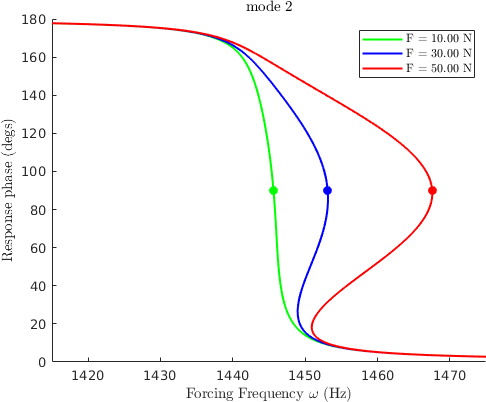 mode 2
F = 10.00 N
F = 30.00 N
F = 50.00 N
Response phase (degs)
180
160
140
120
100
80
60
40
20
0
1420 1430 1440 1450 1460 1470
Forcing Frequency ω (Hz)